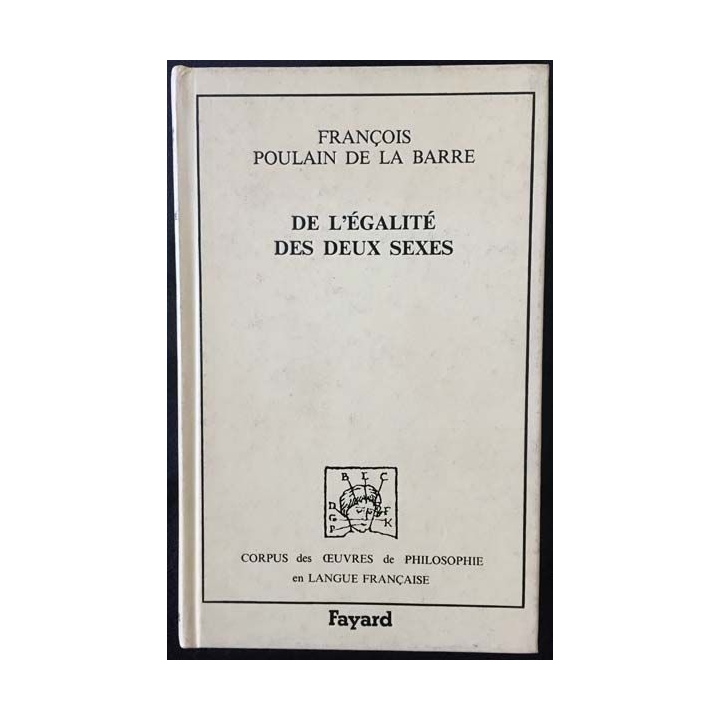 FRANÇOIS
POULAIN DE LA BARRE
DE L'ÉGALITÉ
DES DEUX SEXES
B L C
D F
G K
P
CORPUS des ŒUVRES de PHILOSOPHIE
en LANGUE FRANÇAISE
Fayard